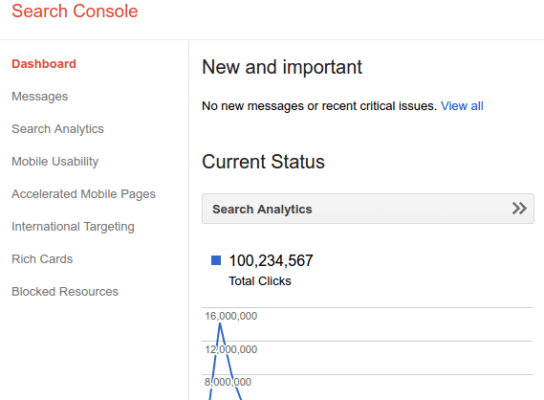 Search Console
Dashboard
Messages
Search Analytics
Mobile Usability
Accelerated Mobile Pages
International Targeting
Rich Cards
Blocked Resources
New and important
No new messages or recent critical issues. View all
Current Status
Search Analytics
100,234,567
Total Clicks
16,000,000
12,000,000
8,000,000